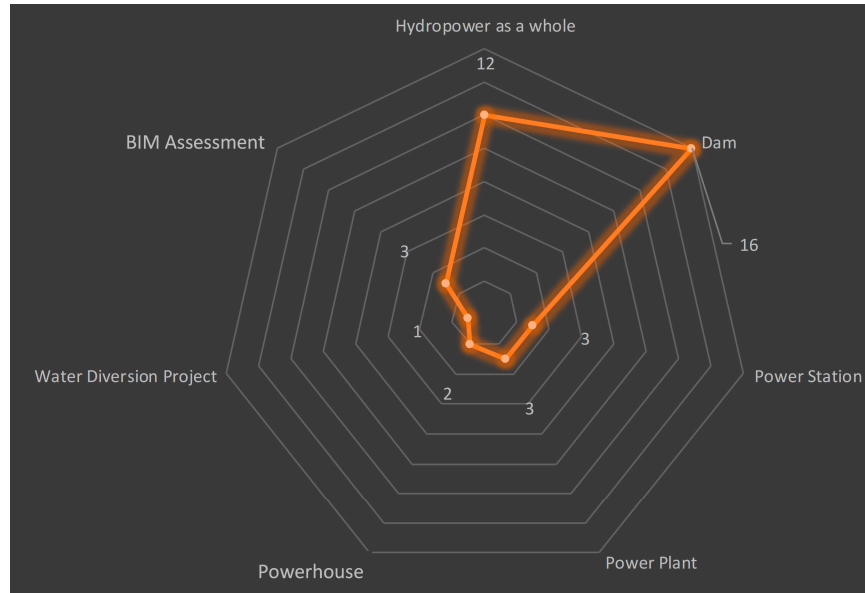 Hydropower as a whole
12
BIM Assessment
Dam
3
16
1
3
Water Diversion Project
Power Station
2
3
Powerhouse
Power Plant